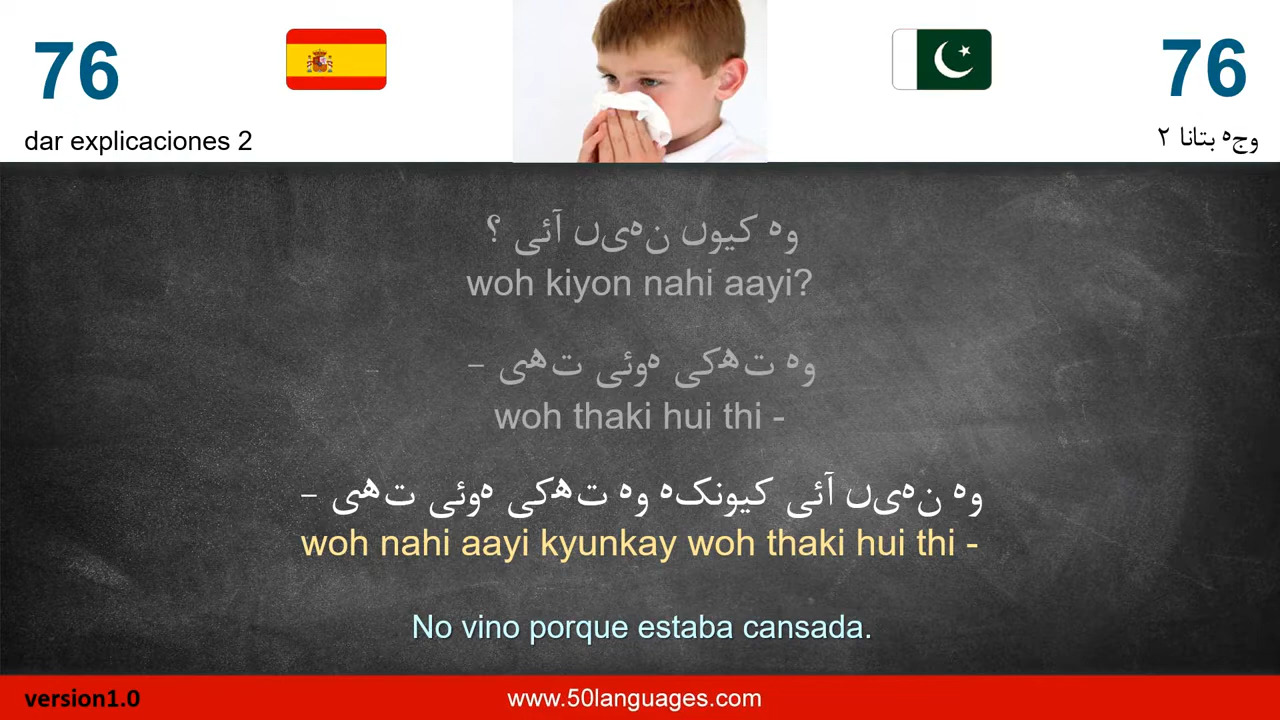 76
76
dar explicaciones 2
وجہ بتانا ۲
وہ کیوں نہیں آئی ؟
woh kiyon nahi aayi?
وہ تھکی ہوئی تھی –
woh thaki hui thi -
وہ نہیں آئی کیونکہ وہ تھکی ہوئی تھی –
woh nahi aayi kyunkay woh thaki hui thi -
No vino porque estaba cansada.
version1.0
www.50languages.com